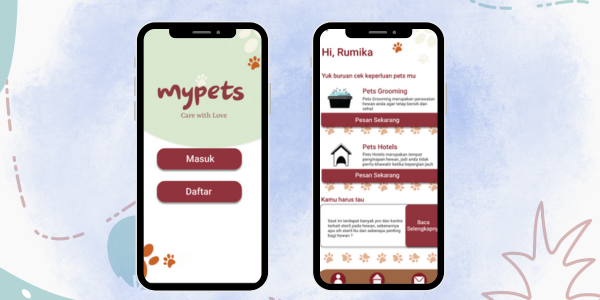 mypets
Care with Love
Masuk
Daftar
Hi, Rumika
Yuk buruan cek keperluan pets mu
Pets Grooming
Pets Grooming merupakan perawatan
hewan anda agar tetap bersih dan
sehat
Pesan Sekarang
Pets Hotels
Pets Hotels merupakan tempat
penginapan hewan, jadi anda tidak
perlu khawatir ketika bepergian jauh
Pesan Sekarang
Kamu harus tau
Saat ini terdapat banyak pro dan kontra
terkait steril pada hewan, sebenarnya
apa sih steril itu dan seberapa penting
bagi hewan ?
Baca
Selengkapnya